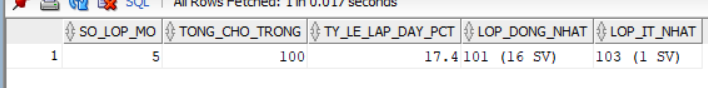 SQL | All Rows Fetched: 1 in 0.017 seconds
SO_LOP_MO TONG_CHO_TRONG TY_LE_LAP_DAY_PCT LOP_DONG_NHAT LOP_IT_NHAT
1 5 100 17.4 101 (16 SV) 103 (1 SV)